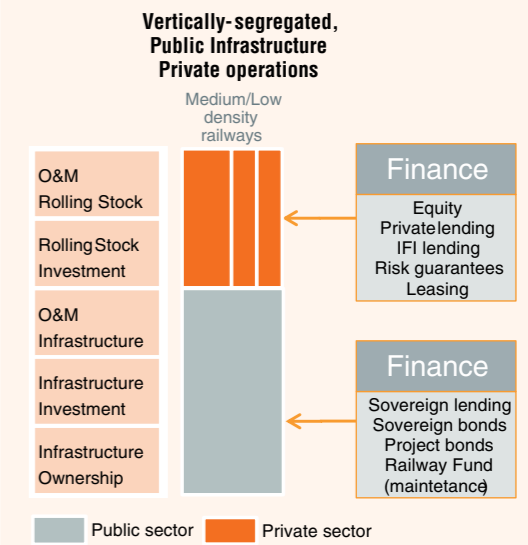 Vertically-segregated,
Public Infrastructure
Private operations
Medium/Low
density
railways
O&M
Rolling Stock
Rolling Stock
Investment
O&M
Infrastructure
Infrastructure
Investment
Infrastructure
Ownership
Finance
Equity
Private lending
IFI lending
Risk guarantees
Leasing
Finance
Sovereign lending
Sovereign bonds
Project bonds
Railway Fund
(maintetance)
Public sector
Private sector